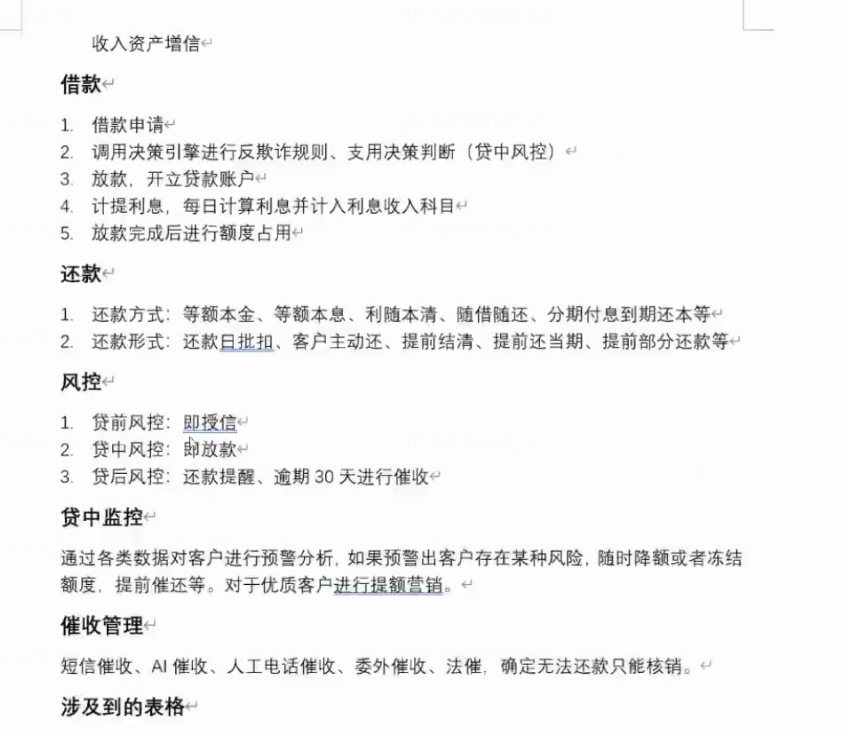 收入资产增信
借款
1. 借款申请
2. 调用决策引擎进行反欺诈规则、支用决策判断（贷中风控）
3. 放款，开立贷款账户
4. 计提利息，每日计算利息并计入利息收入科目
5. 放款完成后进行额度占用
还款
1. 还款方式：等额本金、等额本息、利随本清、随借随还、分期付息到期还本等
2. 还款形式：还款日批扣、客户主动还、提前结清、提前还当期、提前部分还款等
风控
1. 贷前风控：即授信
2. 贷中风控：即放款
3. 贷后风控：还款提醒、逾期 30 天进行催收
贷中监控
通过各类数据对客户进行预警分析，如果预警出客户存在某种风险，随时降额或者冻结
额度，提前催还等。对于优质客户进行提额营销。
催收管理
短信催收、AI 催收、人工电话催收、委外催收、法催，确定无法还款只能核销。
涉及到的表格